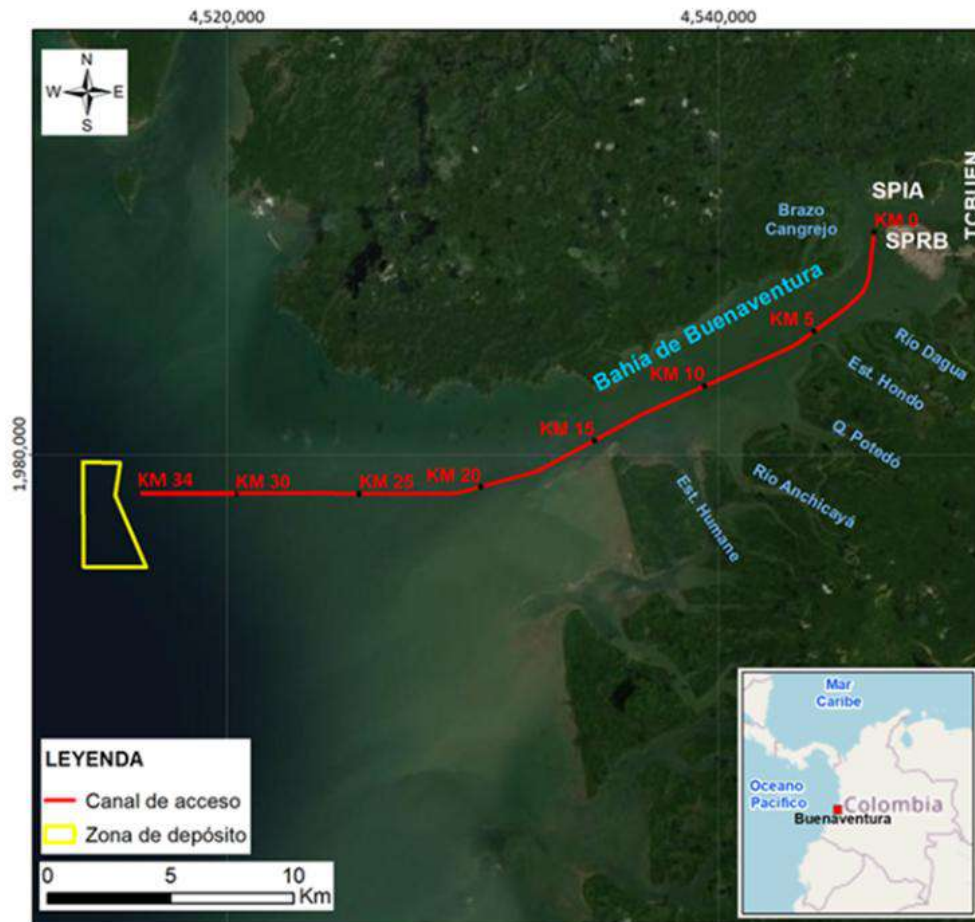 4,520,000
4,540,000
N
W E
S
SPIA
TCBUEN
KM 0
SPRB
Brazo
Cangrejo
Bahía de Buenaventura
KM 5
Río Dagua
Est. Hondo
KM 10
Q. Potedó
KM 15
1,980,000
Río Anchicayá
KM 34
KM 30
KM 25
KM 20
Est. Humane
LEYENDA
Canal de acceso
Zona de depósito
0 5 10
Km
Mar
Caribe
Oceano
Pacifico
Colombia
Buenaventura